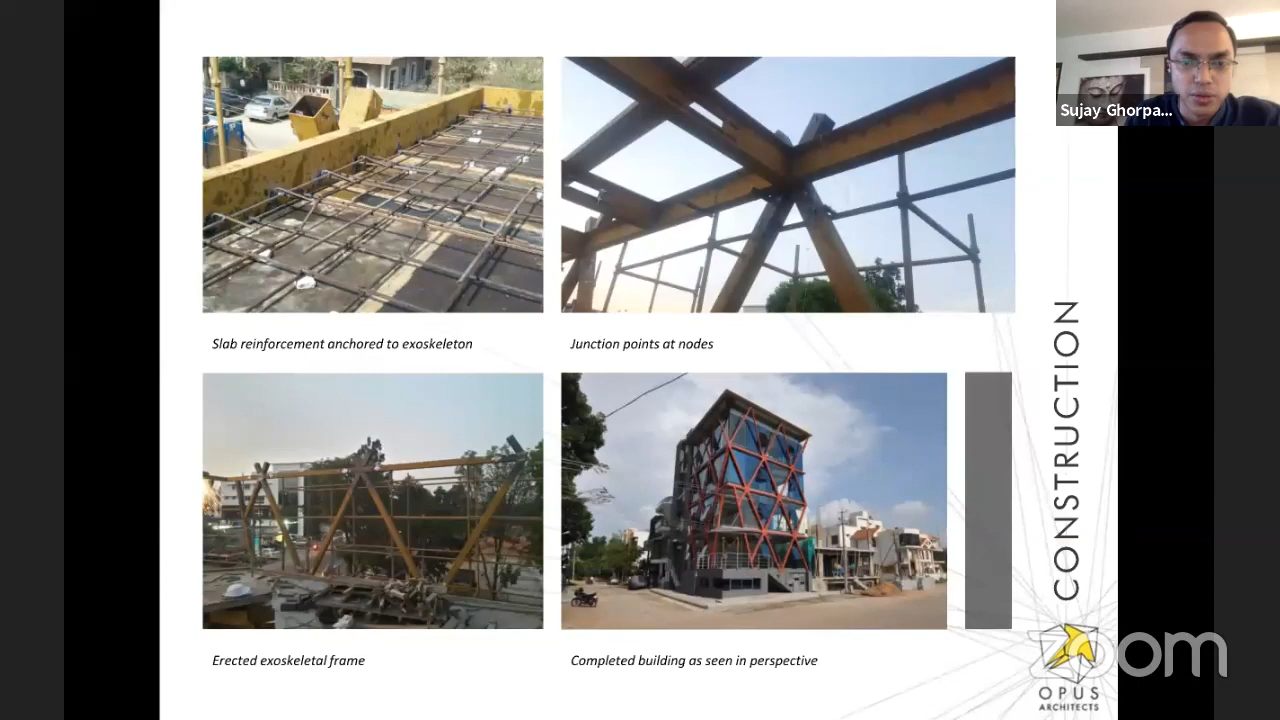 Sujay Ghorpa...
Slab reinforcement anchored to exoskeleton
Junction points at nodes
CONSTRUCTION
Erected exoskeletal frame
Completed building as seen in perspective
zoom
OPUS
ARCHITECTS